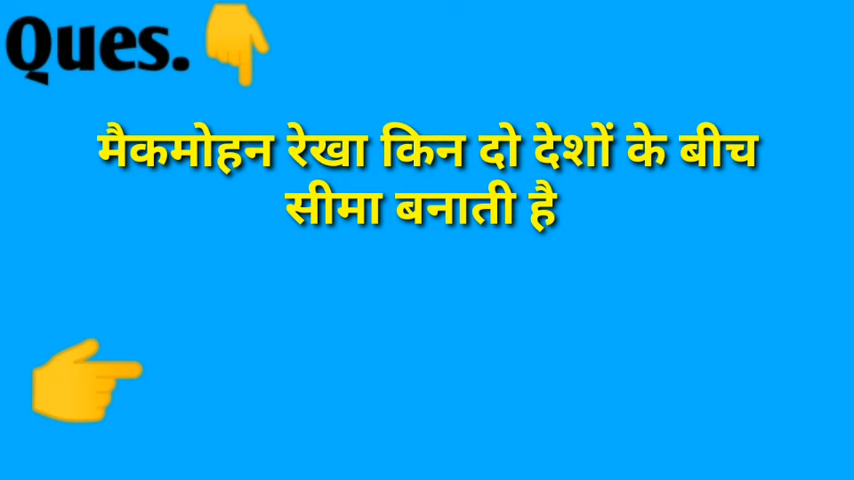 Ques.
मैकमोहन रेखा किन दो देशों के बीच
सीमा बनाती है